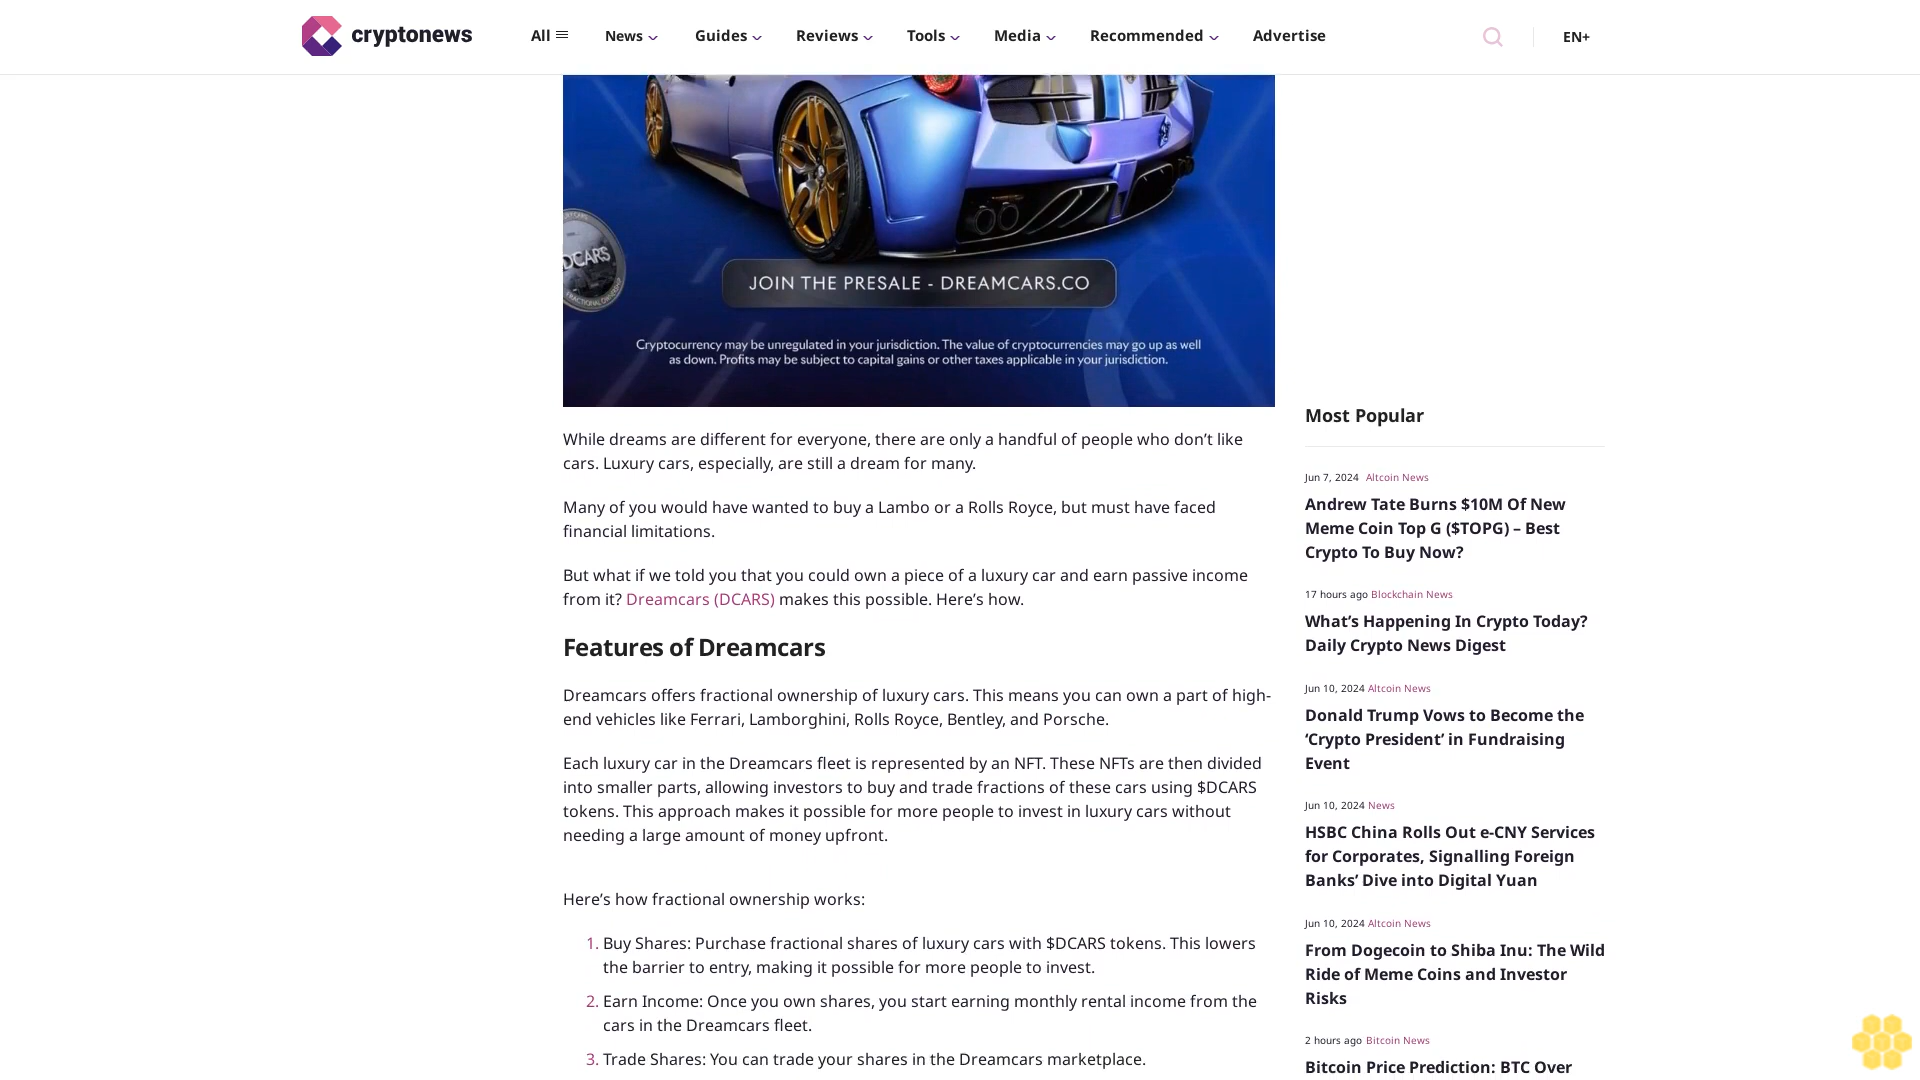 cryptonews
All
News
Guides
Reviews
Tools
Media
Recommended
Advertise
EN+
DCARS
JOIN THE PRESALE - DREAMCARS.CO
Cryptocurrency may be unregulated in your jurisdiction. The value of cryptocurrencies may go up as well
as down. Profits may be subject to capital gains or other taxes applicable in your jurisdiction.
While dreams are different for everyone, there are only a handful of people who don’t like
cars. Luxury cars, especially, are still a dream for many.
Many of you would have wanted to buy a Lambo or a Rolls Royce, but must have faced
financial limitations.
But what if we told you that you could own a piece of a luxury car and earn passive income
from it? Dreamcars (DCARS) makes this possible. Here’s how.
Features of Dreamcars
Dreamcars offers fractional ownership of luxury cars. This means you can own a part of high-
end vehicles like Ferrari, Lamborghini, Rolls Royce, Bentley, and Porsche.
Each luxury car in the Dreamcars fleet is represented by an NFT. These NFTs are then divided
into smaller parts, allowing investors to buy and trade fractions of these cars using $DCARS
tokens. This approach makes it possible for more people to invest in luxury cars without
needing a large amount of money upfront.
Here’s how fractional ownership works:
1. Buy Shares: Purchase fractional shares of luxury cars with $DCARS tokens. This lowers
the barrier to entry, making it possible for more people to invest.
2. Earn Income: Once you own shares, you start earning monthly rental income from the
cars in the Dreamcars fleet.
3. Trade Shares: You can trade your shares in the Dreamcars marketplace.
Most Popular
Jun 7, 2024 Altcoin News
Andrew Tate Burns $10M Of New
Meme Coin Top G ($TOPG) – Best
Crypto To Buy Now?
17 hours ago Blockchain News
What’s Happening In Crypto Today?
Daily Crypto News Digest
Jun 10, 2024 Altcoin News
Donald Trump Vows to Become the
‘Crypto President’ in Fundraising
Event
Jun 10, 2024 News
HSBC China Rolls Out e-CNY Services
for Corporates, Signalling Foreign
Banks’ Dive into Digital Yuan
Jun 10, 2024 Altcoin News
From Dogecoin to Shiba Inu: The Wild
Ride of Meme Coins and Investor
Risks
2 hours ago Bitcoin News
Bitcoin Price Prediction: BTC Over